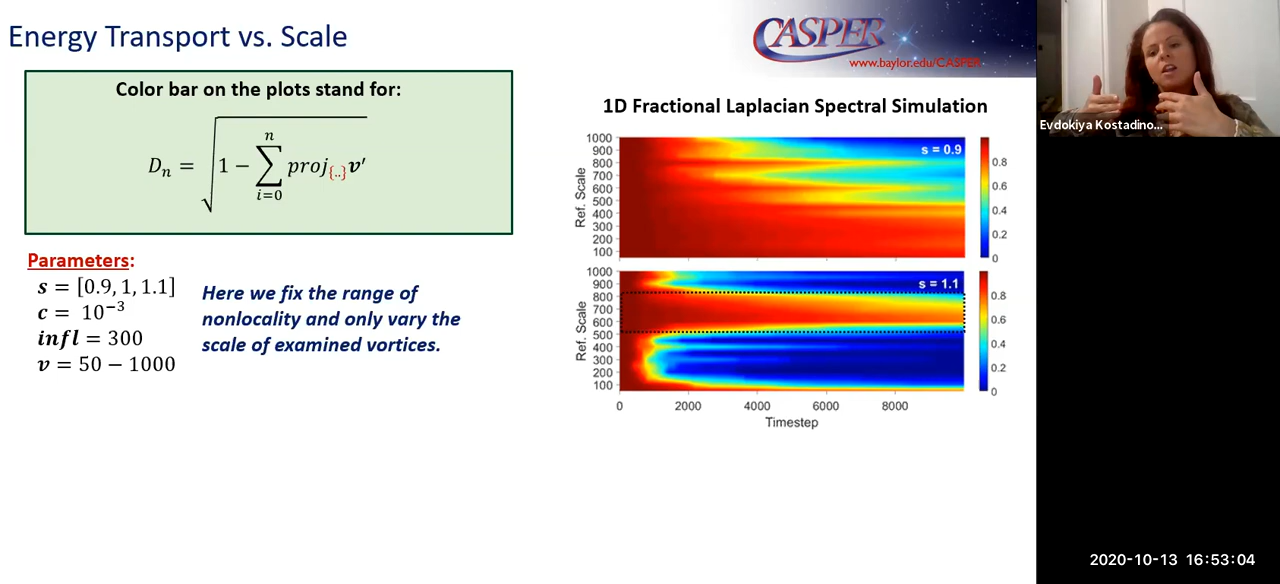 Energy Transport vs. Scale
CASPER
www.baylor.edu/CASPER
Color bar on the plots stand for:
D_n = √(1 − ∑_{i=0}^{n} proj_{{..}} v′)
Parameters:
s = [0.9, 1, 1.1]
c = 10^{−3}
infl = 300
v = 50 − 1000
Here we fix the range of
nonlocality and only vary the
scale of examined vortices.
1D Fractional Laplacian Spectral Simulation
s = 0.9
Ref. Scale
1000
900
800
700
600
500
400
300
200
100
0.8
0.6
0.4
0.2
0
s = 1.1
Ref. Scale
1000
900
800
700
600
500
400
300
200
100
0.8
0.6
0.4
0.2
0
0 2000 4000 6000 8000
Timestep
Evdokiya Kostadino...
2020-10-13 16:53:04